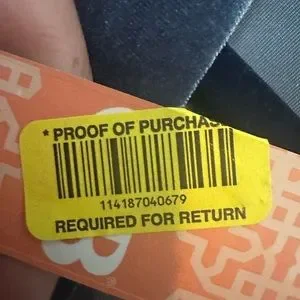 * PROOF OF PURCHAS
114187040679
REQUIRED FOR RETURN